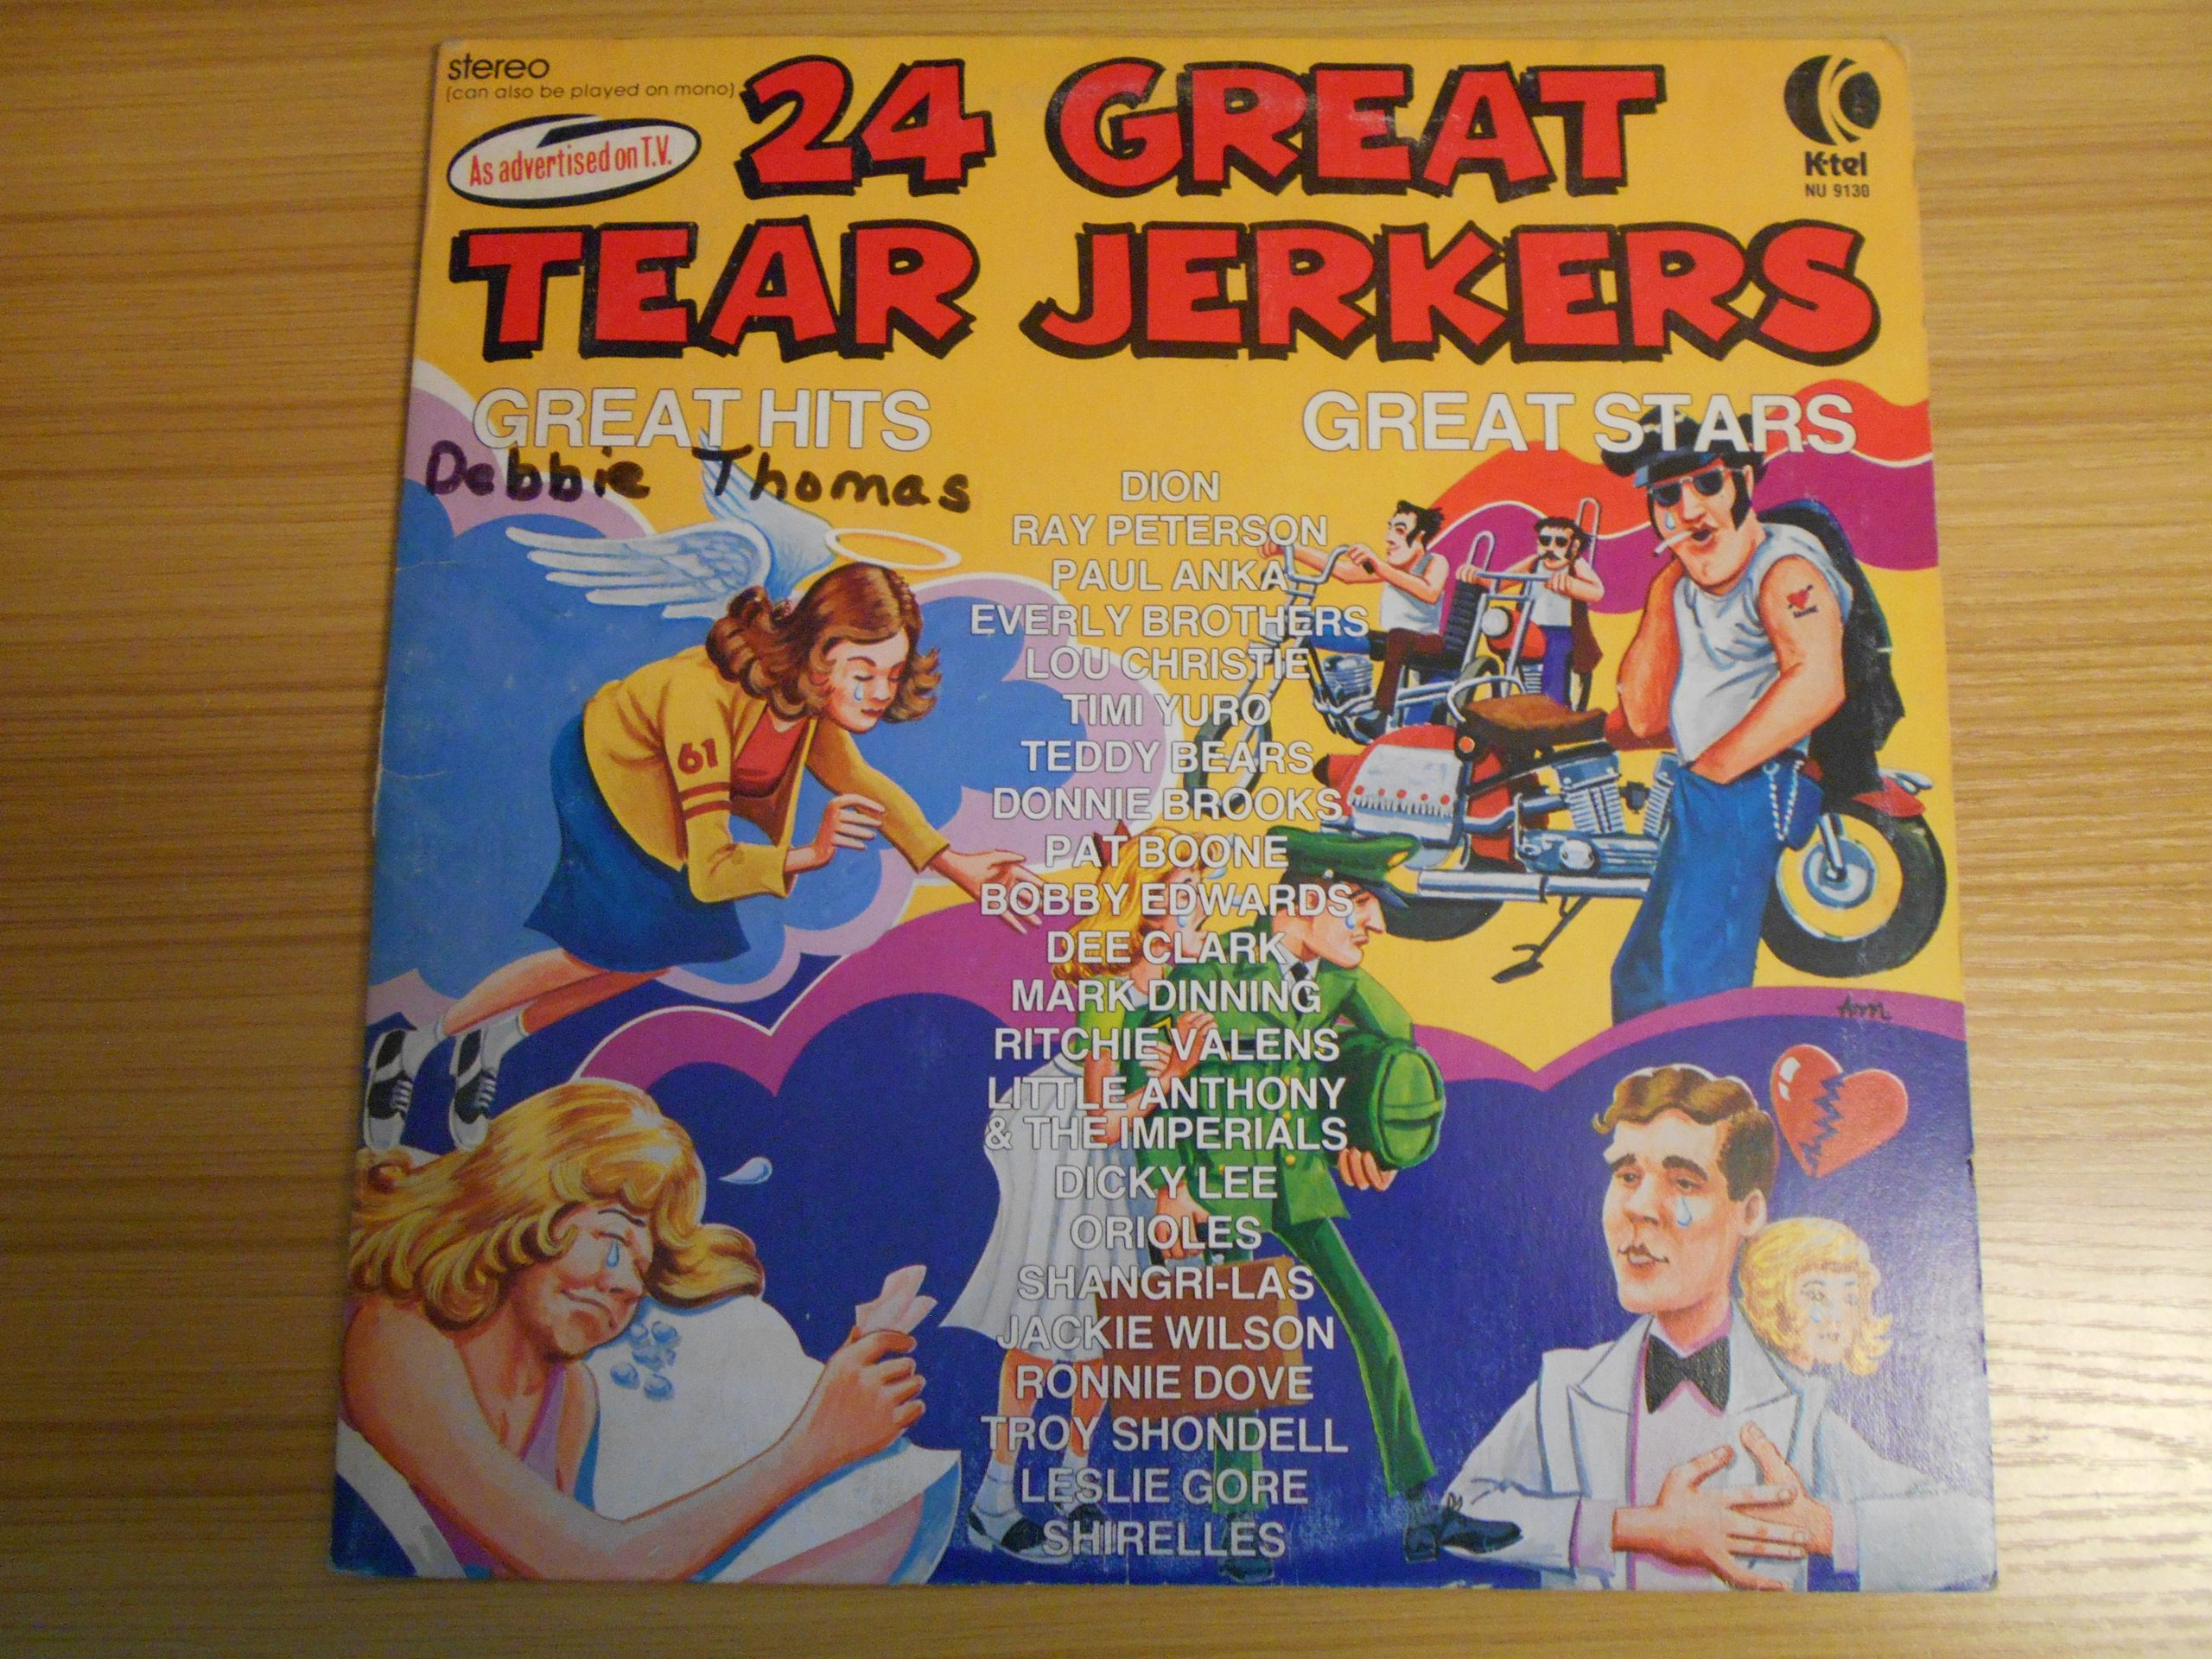 stereo
(can also be played on mono)
As advertised on T.V.
24 GREAT
TEAR JERKERS
K-tel
NU 9130
GREAT HITS
GREAT STARS
Debbie Thomas
DION
RAY PETERSON
PAUL ANKA
EVERLY BROTHERS
LOU CHRISTIE
TIMI YURO
TEDDY BEARS
DONNIE BROOKS
PAT BOONE
BOBBY EDWARDS
DEE CLARK
MARK DINNING
RITCHIE VALENS
LITTLE ANTHONY
& THE IMPERIALS
DICKY LEE
ORIOLES
SHANGRI-LAS
JACKIE WILSON
RONNIE DOVE
TROY SHONDELL
LESLIE GORE
SHIRELLES
61